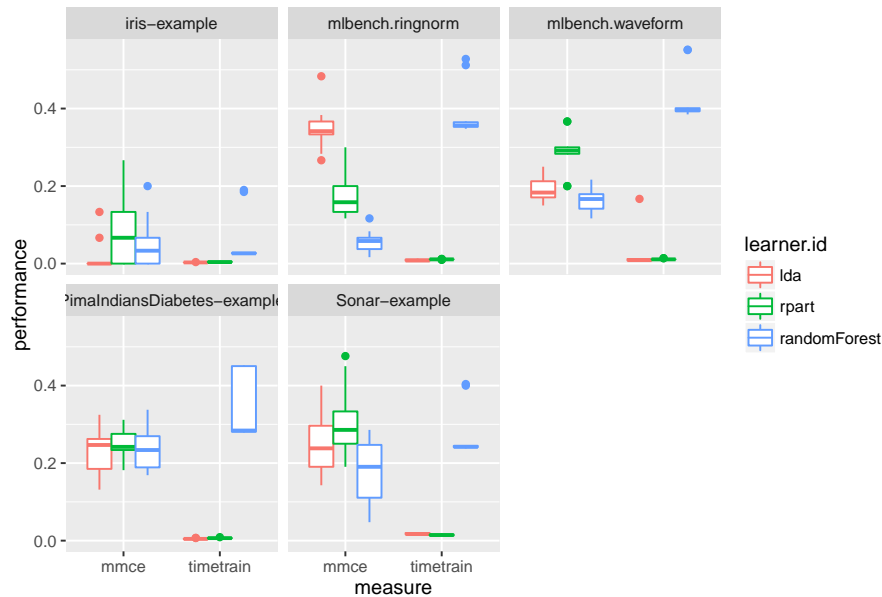 iris−example
mlbench.ringnorm
mlbench.waveform
0.4
0.2
0.0
PimaIndiansDiabetes−example
Sonar−example
0.4
0.2
0.0
mmce
timetrain
mmce
timetrain
measure
performance
learner.id
lda
rpart
randomForest